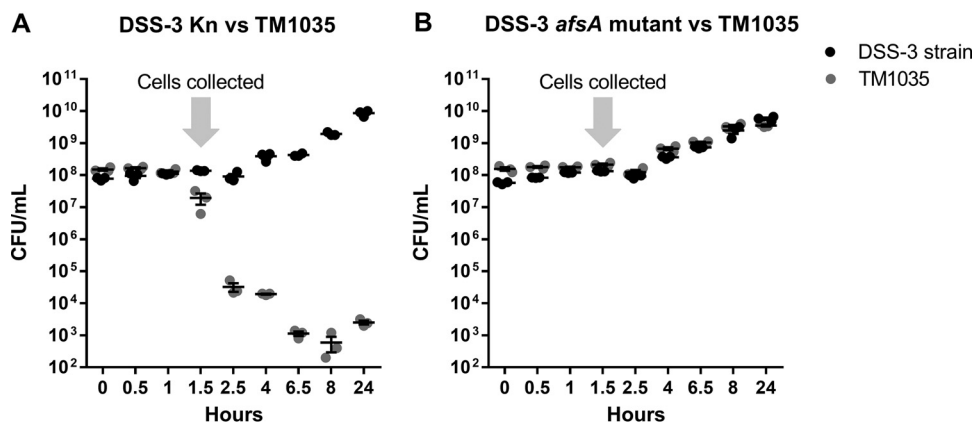 A
DSS-3 Kn vs TM1035
Cells collected
CFU/mL
10¹¹
10¹⁰
10⁹
10⁸
10⁷
10⁶
10⁵
10⁴
10³
10²
0 0.5 1 1.5 2.5 4 6.5 8 24
Hours
B
DSS-3 afsA mutant vs TM1035
Cells collected
CFU/mL
10¹¹
10¹⁰
10⁹
10⁸
10⁷
10⁶
10⁵
10⁴
10³
10²
0 0.5 1 1.5 2.5 4 6.5 8 24
Hours
DSS-3 strain
TM1035